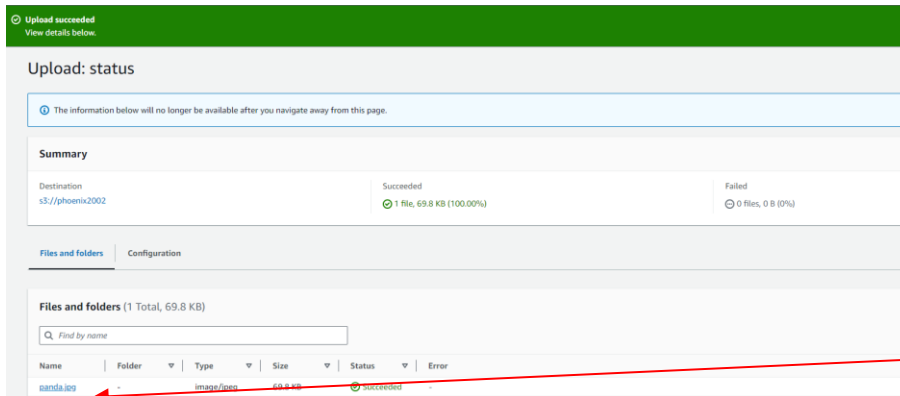 Upload succeeded
View details below.
Upload: status
The information below will no longer be available after you navigate away from this page.
Summary
Destination Succeeded Failed
s3://phoenix2002 1 file, 69.8 KB (100.00%) 0 files, 0 B (0%)
Files and folders Configuration
Files and folders (1 Total, 69.8 KB)
Find by name
Name Folder Type Size Status Error
panda.jpg - image/jpeg 69.8 KB Succeeded -